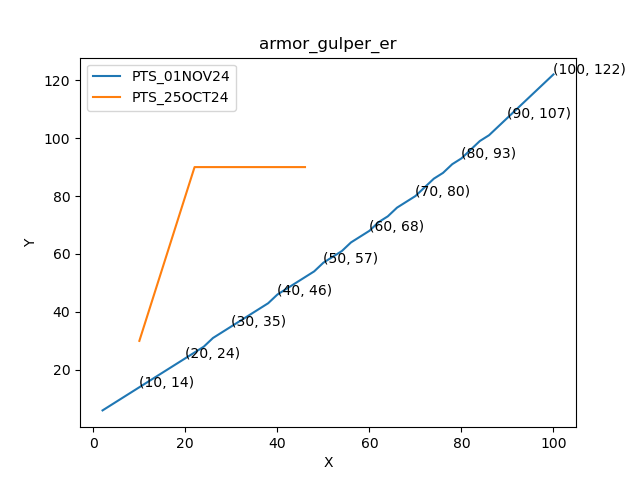 armor_gulper_er
PTS_01NOV24
PTS_25OCT24
Y
120
100
80
60
40
20
(100, 122)
(90, 107)
(80, 93)
(70, 80)
(60, 68)
(50, 57)
(40, 46)
(30, 35)
(20, 24)
(10, 14)
0 20 40 60 80 100
X